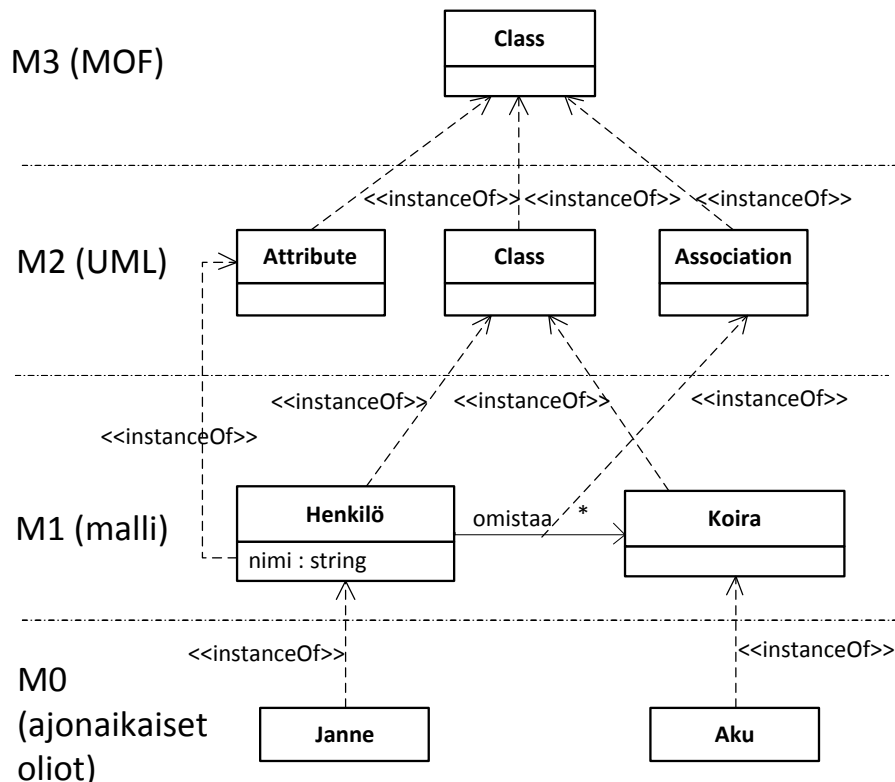 Class
M3 (MOF)
<<instanceOf>>
<<instanceOf>>
<<instanceOf>>
M2 (UML)
Attribute
Class
Association
<<instanceOf>>
<<instanceOf>>
<<instanceOf>>
<<instanceOf>>
M1 (malli)
Henkilö
omistaa
*
Koira
nimi : string
<<instanceOf>>
<<instanceOf>>
M0
(ajonaikaiset
oliot)
Janne
Aku